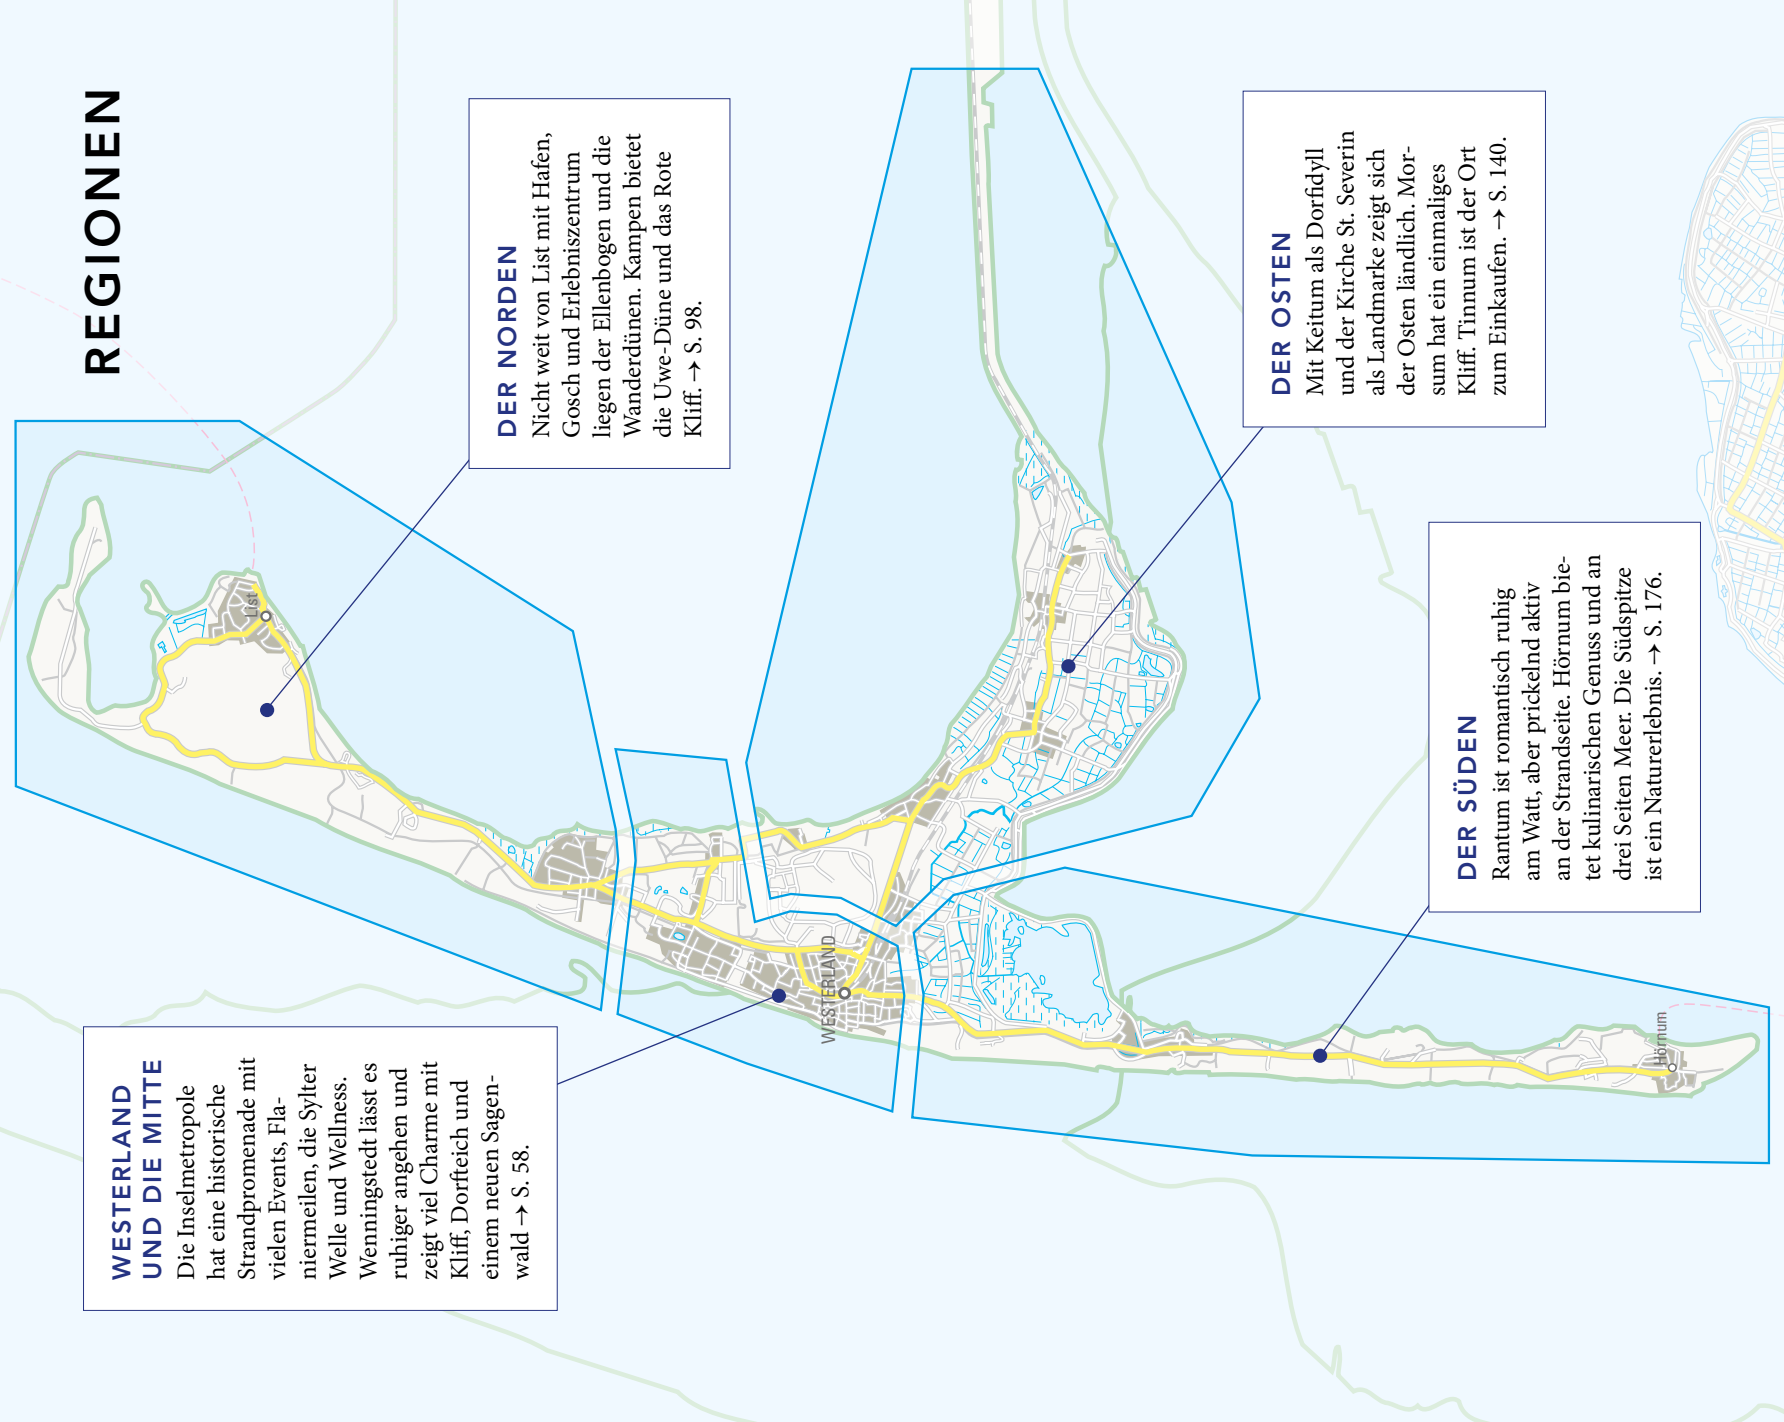 REGIONEN
DER NORDEN
Nicht weit von List mit Hafen,
Gosch und Erlebniszentrum
liegen der Ellenbogen und die
Wanderdünen. Kampen bietet
die Uwe-Düne und das Rote
Kliff. → S. 98.
DER OSTEN
Mit Keitum als Dorfidyll
und der Kirche St. Severin
als Landmarke zeigt sich
der Osten ländlich. Mor-
sum hat ein einmaliges
Kliff. Tinnum ist der Ort
zum Einkaufen. → S. 140.
WESTERLAND
UND DIE MITTE
Die Inselmetropole
hat eine historische
Strandpromenade mit
vielen Events, Fla-
niermeilen, die Sylter
Welle und Wellness.
Wenningstedt lässt es
ruhiger angehen und
zeigt viel Charme mit
Kliff, Dorfteich und
einem neuen Sagen-
wald → S. 58.
DER SÜDEN
Rantum ist romantisch ruhig
am Watt, aber prickelnd aktiv
an der Strandseite. Hörnum bie-
tet kulinarischen Genuss und an
drei Seiten Meer. Die Südspitze
ist ein Naturerlebnis. → S. 176.
List
WESTERLAND
Hörnum